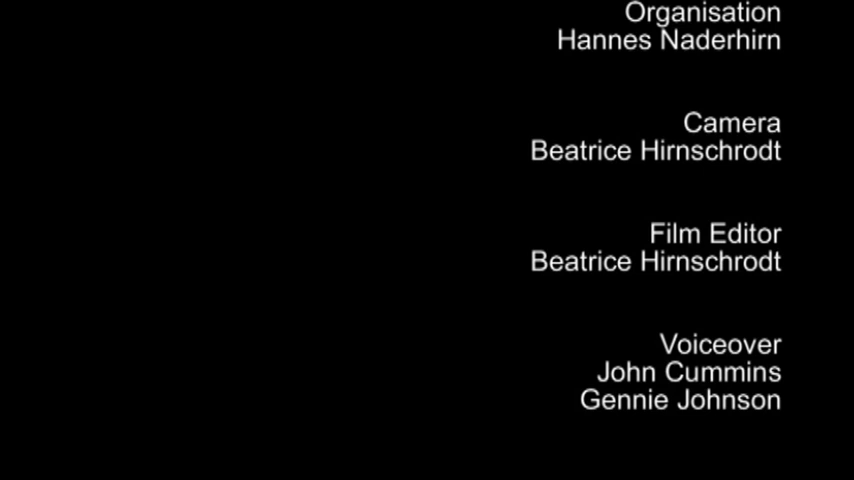 Organisation
Hannes Naderhirn
Camera
Beatrice Hirnschrodt
Film Editor
Beatrice Hirnschrodt
Voiceover
John Cummins
Gennie Johnson